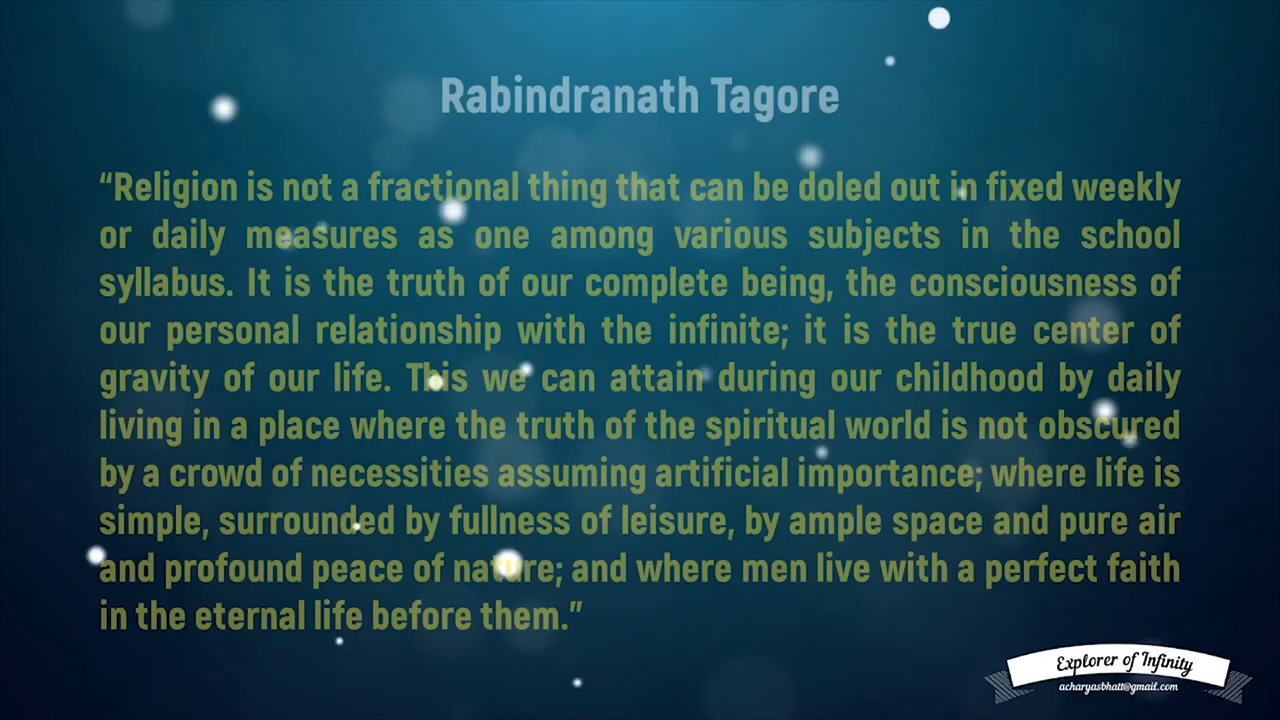 Rabindranath Tagore
“Religion is not a fractional thing that can be doled out in fixed weekly
or daily measures as one among various subjects in the school
syllabus. It is the truth of our complete being, the consciousness of
our personal relationship with the infinite; it is the true center of
gravity of our life. This we can attain during our childhood by daily
living in a place where the truth of the spiritual world is not obscured
by a crowd of necessities assuming artificial importance; where life is
simple, surrounded by fullness of leisure, by ample space and pure air
and profound peace of nature; and where men live with a perfect faith
in the eternal life before them.”
Explorer of Infinity
acharyasbhatt@gmail.com